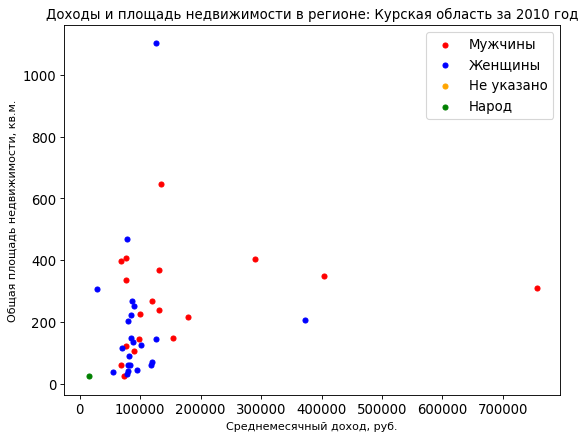 Доходы и площадь недвижимости в регионе: Курская область за 2010 год
Мужчины
Женщины
Не указано
Народ
Общая площадь недвижимости, кв.м.
1000
800
600
400
200
0
0 100000 200000 300000 400000 500000 600000 700000
Среднемесячный доход, руб.